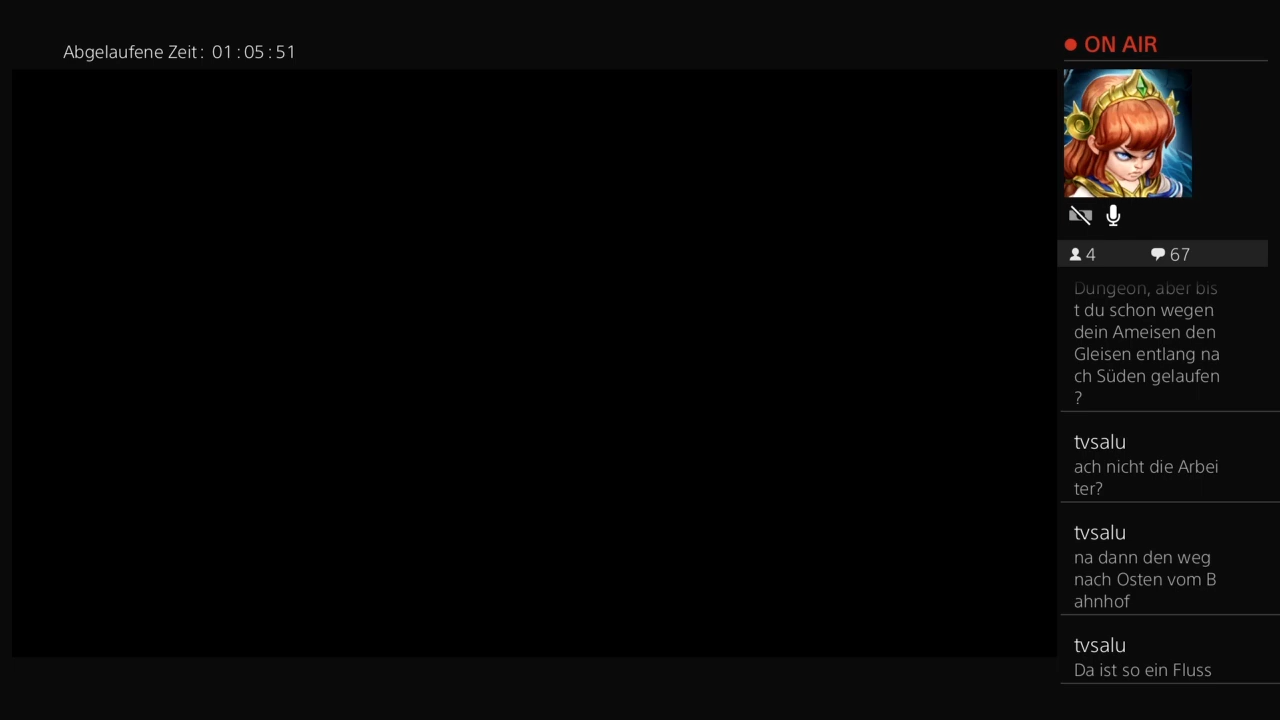 Abgelaufene Zeit: 01:05:51
ON AIR
4 67
Dungeon, aber bis
t du schon wegen
dein Ameisen den
Gleisen entlang na
ch Süden gelaufen
?
tvsalu
ach nicht die Arbei
ter?
tvsalu
na dann den weg
nach Osten vom B
ahnhof
tvsalu
Da ist so ein Fluss